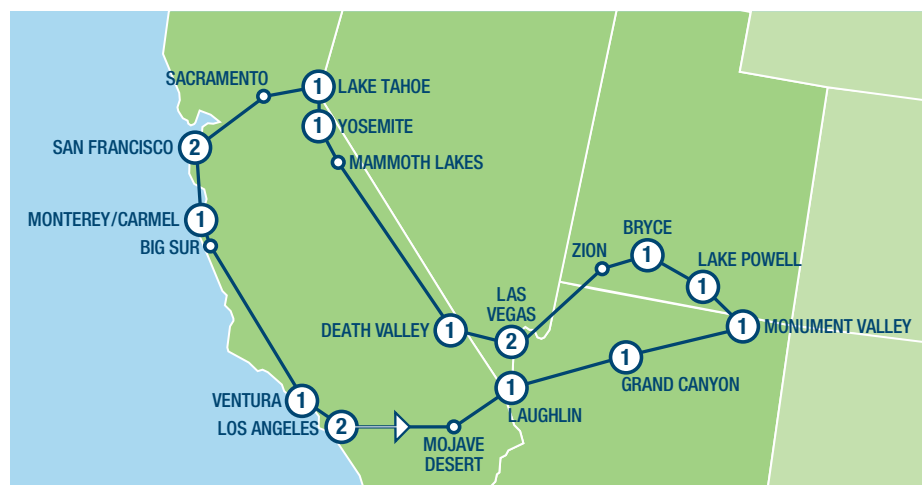 SACRAMENTO
1
LAKE TAHOE
1
YOSEMITE
SAN FRANCISCO
2
MAMMOTH LAKES
MONTEREY/CARMEL
1
BIG SUR
BRYCE
1
ZION
LAKE POWELL
1
LAS
VEGAS
2
DEATH VALLEY
1
1
MONUMENT VALLEY
1
GRAND CANYON
1
LAUGHLIN
VENTURA
1
LOS ANGELES
2
MOJAVE
DESERT